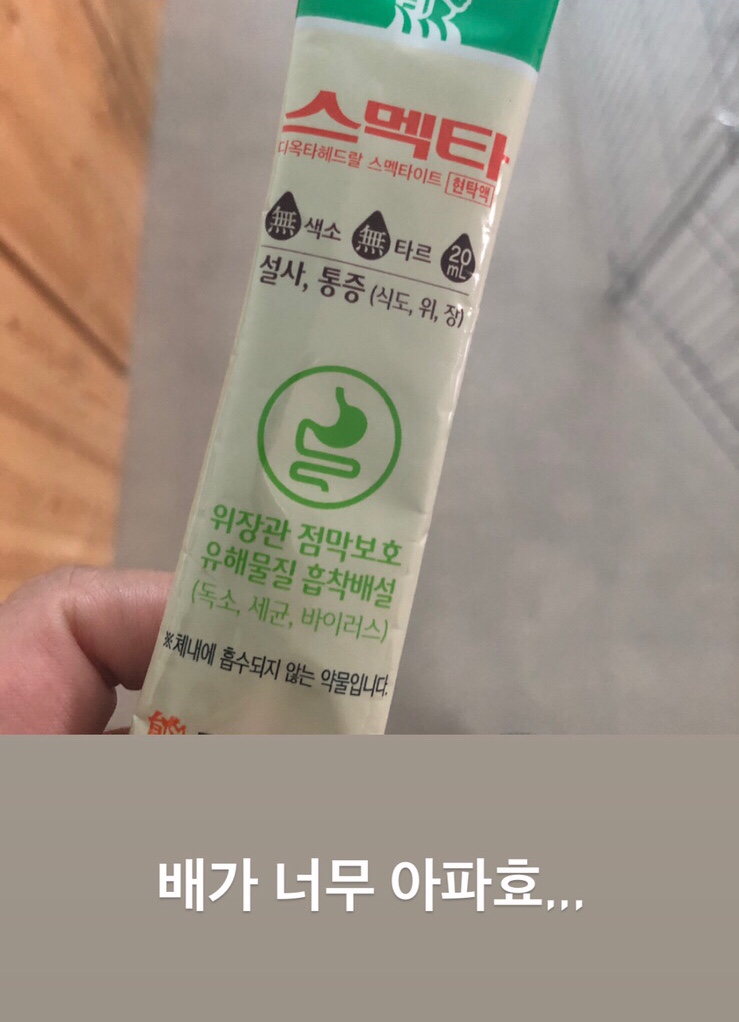 스멕타
디옥타헤드랄 스멕타이트 현탁액
無 색소 無 타르 20 mL
설사, 통증 (식도, 위, 장)
위장관 점막보호
유해물질 흡착배설
(독소, 세균, 바이러스)
※체내에 흡수되지 않는 약물입니다.
배가 너무 아파효,,,